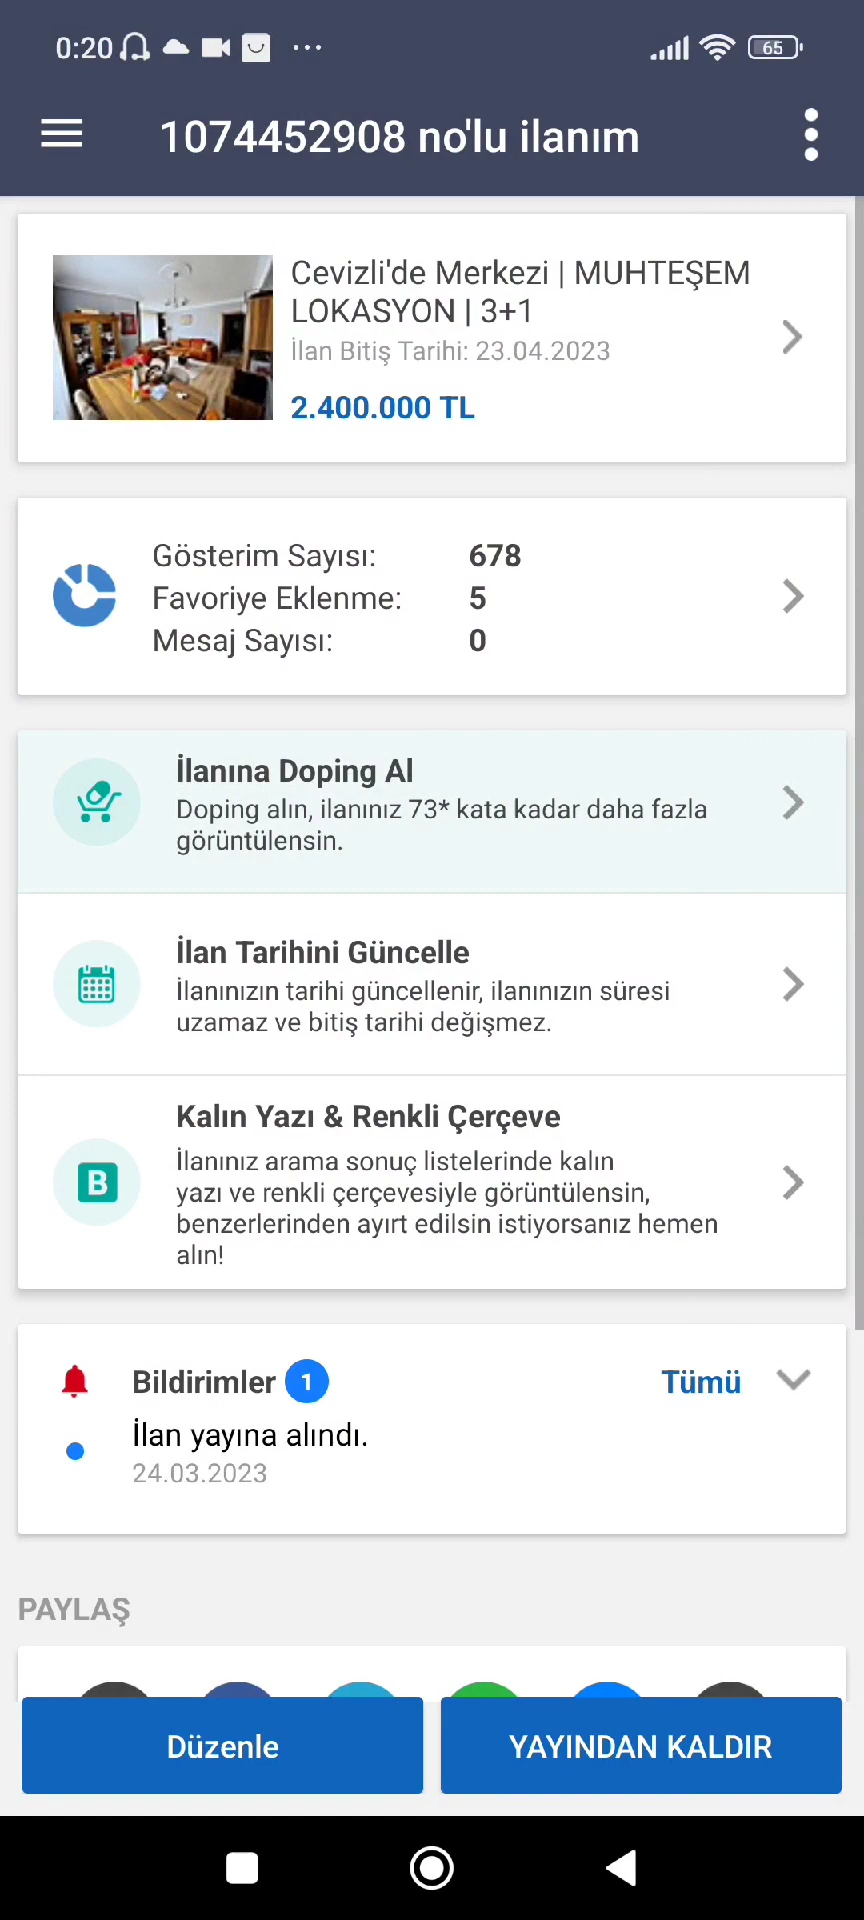 0:20
65
1074452908 no'lu ilanım
Cevizli'de Merkezi | MUHTEŞEM
LOKASYON | 3+1
İlan Bitiş Tarihi: 23.04.2023
2.400.000 TL
Gösterim Sayısı: 678
Favoriye Eklenme: 5
Mesaj Sayısı: 0
İlanına Doping Al
Doping alın, ilanınız 73* kata kadar daha fazla
görüntülensin.
İlan Tarihini Güncelle
İlanınızın tarihi güncellenir, ilanınızın süresi
uzamaz ve bitiş tarihi değişmez.
Kalın Yazı & Renkli Çerçeve
B
İlanınız arama sonuç listelerinde kalın
yazı ve renkli çerçevesiyle görüntülensin,
benzerlerinden ayırt edilsin istiyorsanız hemen
alın!
Bildirimler 1 Tümü
İlan yayına alındı.
24.03.2023
PAYLAŞ
Düzenle
YAYINDAN KALDIR